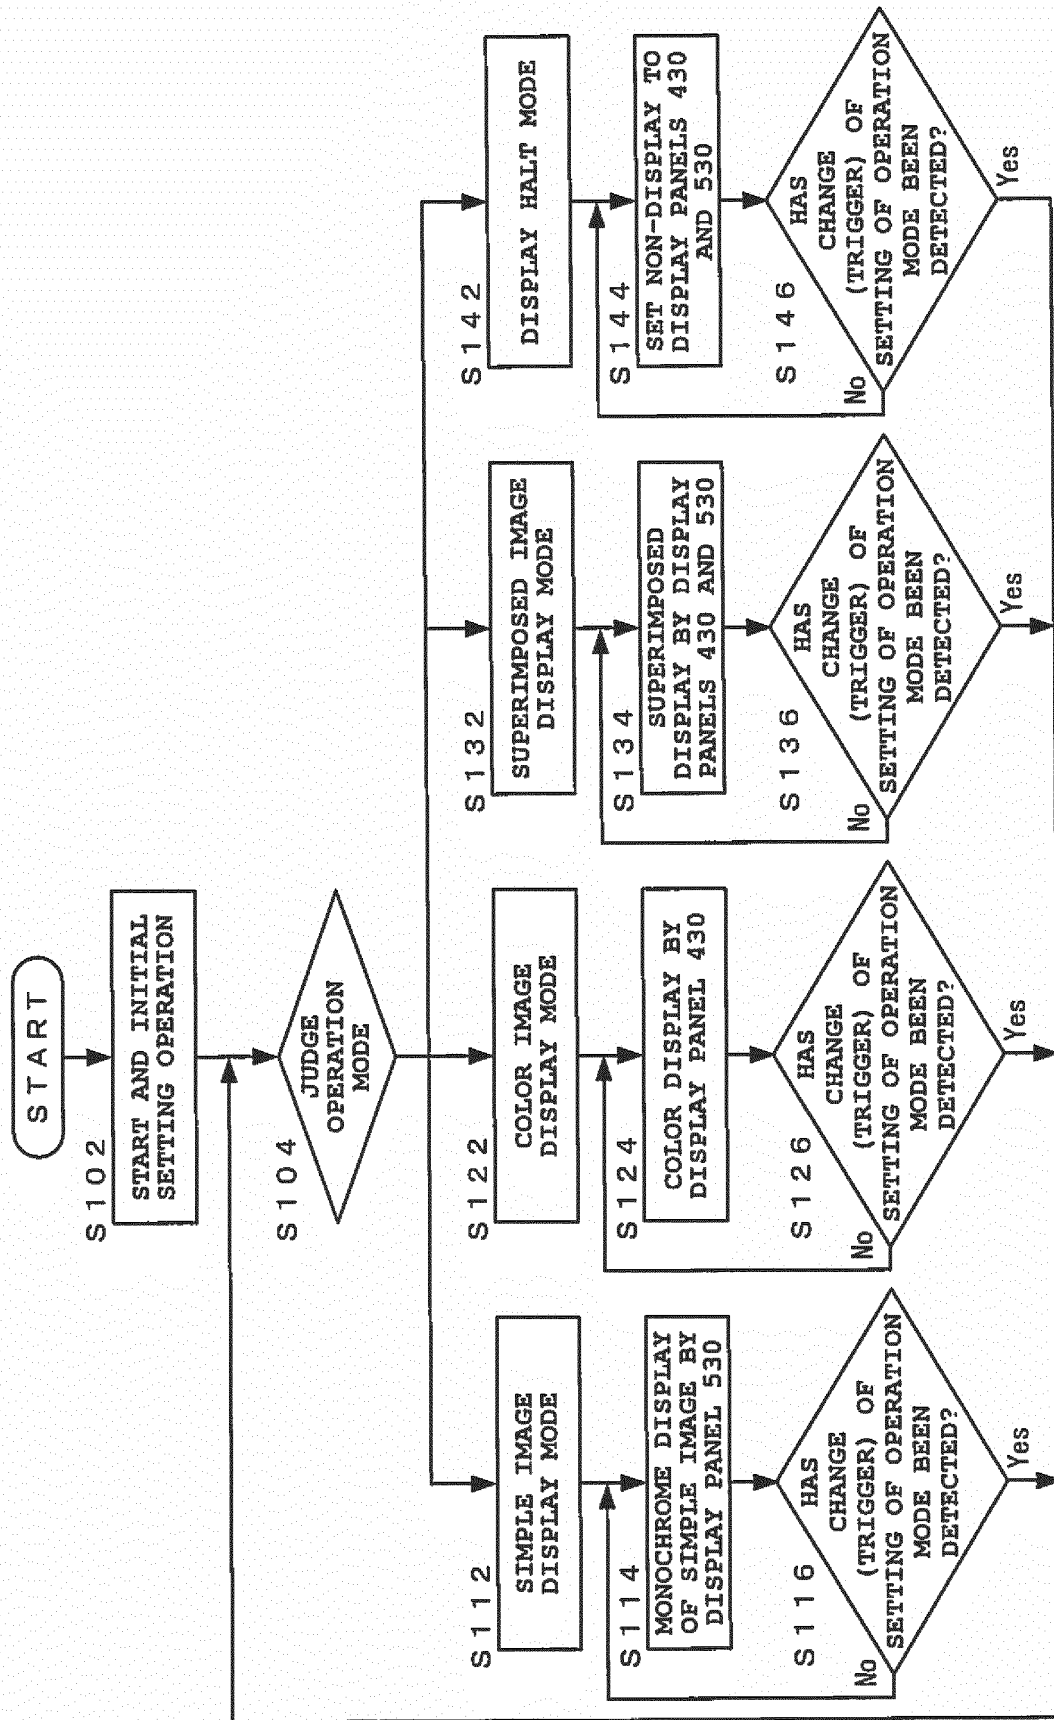 START
S102
START AND INITIAL
SETTING OPERATION
S104
JUDGE
OPERATION
MODE
S112
SIMPLE IMAGE
DISPLAY MODE
S114
MONOCHROME DISPLAY
OF SIMPLE IMAGE BY
DISPLAY PANEL 530
S116
HAS
CHANGE
(TRIGGER) OF
SETTING OF OPERATION
MODE BEEN
DETECTED?
No
Yes
S122
COLOR IMAGE
DISPLAY MODE
S124
COLOR DISPLAY BY
DISPLAY PANEL 430
S126
HAS
CHANGE
(TRIGGER) OF
SETTING OF OPERATION
MODE BEEN
DETECTED?
No
Yes
S132
SUPERIMPOSED IMAGE
DISPLAY MODE
S134
SUPERIMPOSED
DISPLAY BY DISPLAY
PANELS 430 AND 530
S136
HAS
CHANGE
(TRIGGER) OF
SETTING OF OPERATION
MODE BEEN
DETECTED?
No
Yes
S142
DISPLAY HALT MODE
S144
SET NON-DISPLAY TO
DISPLAY PANELS 430
AND 530
S146
HAS
CHANGE
(TRIGGER) OF
SETTING OF OPERATION
MODE BEEN
DETECTED?
No
Yes